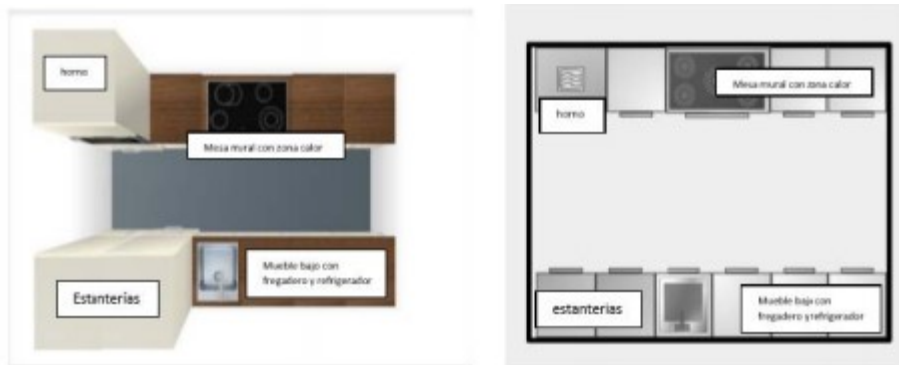 horno
Mesa mural con zona calor
Estanterías
Mueble bajo con
fregadero y refrigerador
Mesa mural con zona calor
horno
estanterias
Mueble bajo con
fregadero y refrigerador